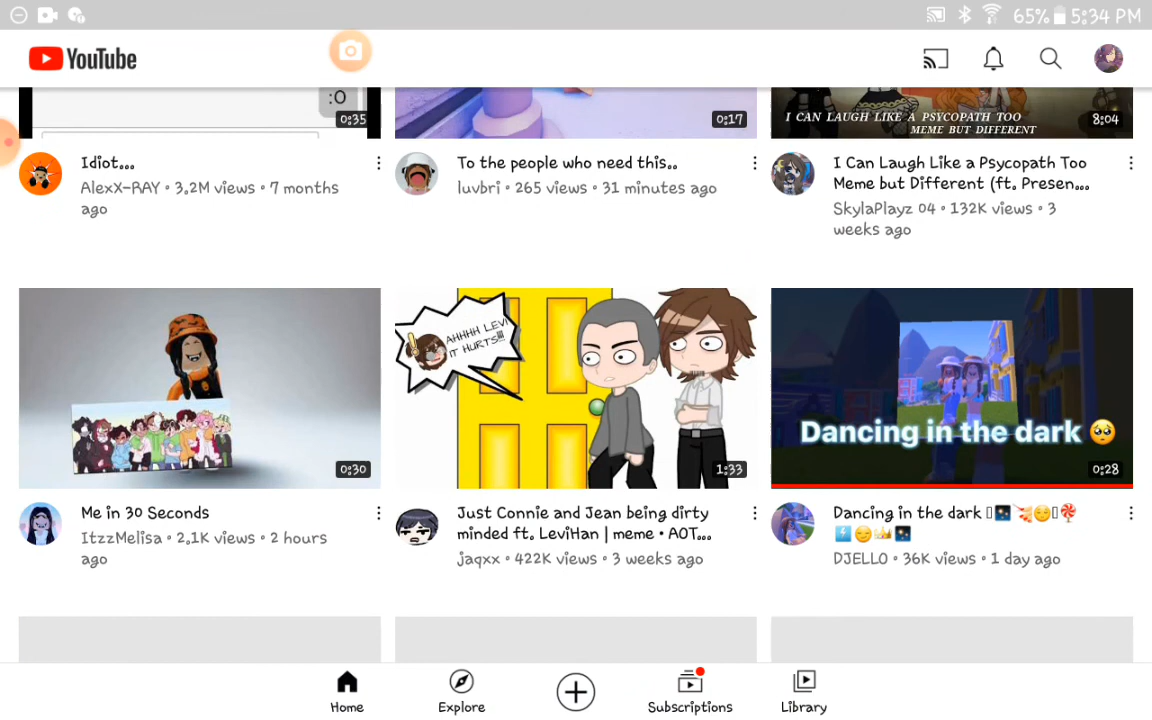 65% 5:34 PM
YouTube
:O
0:35
0:17
I CAN LAUGH LIKE A PSYCOPATH TOO
MEME BUT DIFFERENT
8:04
Idiot...
AlexX-RAY • 3.2M views • 7 months
ago
To the people who need this..
luvbri • 265 views • 31 minutes ago
I Can Laugh Like a Psycopath Too
Meme but Different (ft. Presen...
SkylaPlayz 04 • 132K views • 3
weeks ago
0:30
AHHHH LEVI
IT HURTS!!!
1:33
Dancing in the dark 🥺
0:28
Me in 30 Seconds
ItzzMelisa • 2.1K views • 2 hours
ago
Just Connie and Jean being dirty
minded ft. LeviHan | meme • AOT...
jaqxx • 422K views • 3 weeks ago
Dancing in the dark
DJELLO • 36K views • 1 day ago
Home
Explore
Subscriptions
Library